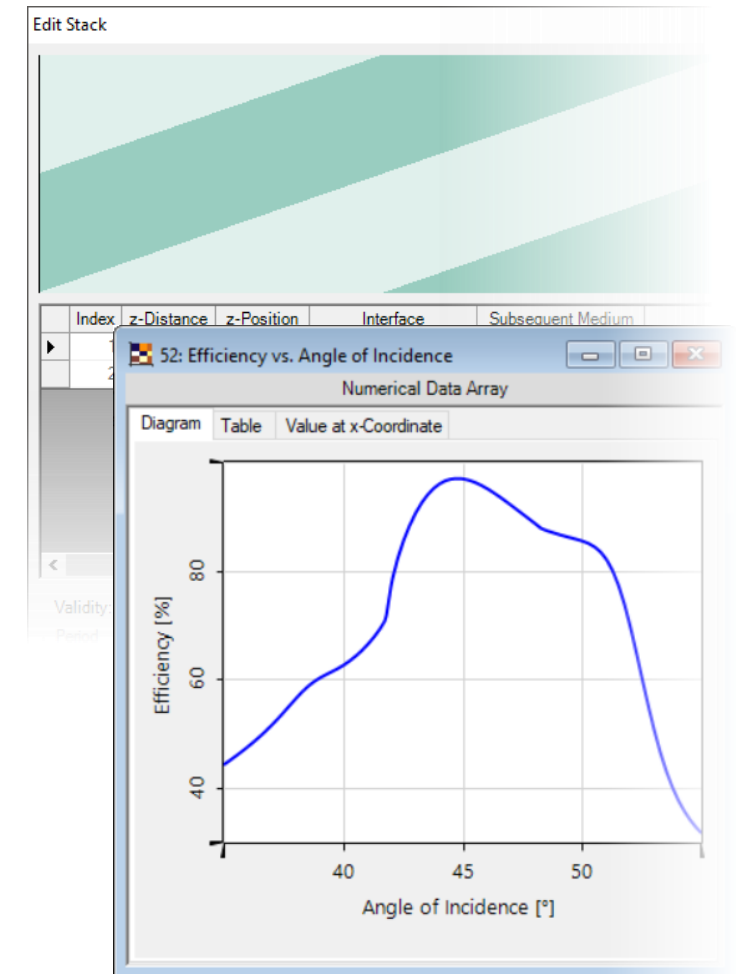 Edit Stack
Index z-Distance z-Position Interface Subsequent Medium
1
2
52: Efficiency vs. Angle of Incidence
Numerical Data Array
Diagram Table Value at x-Coordinate
80
60
40
Efficiency [%]
40 45 50
Angle of Incidence [°]
Validity:
Period